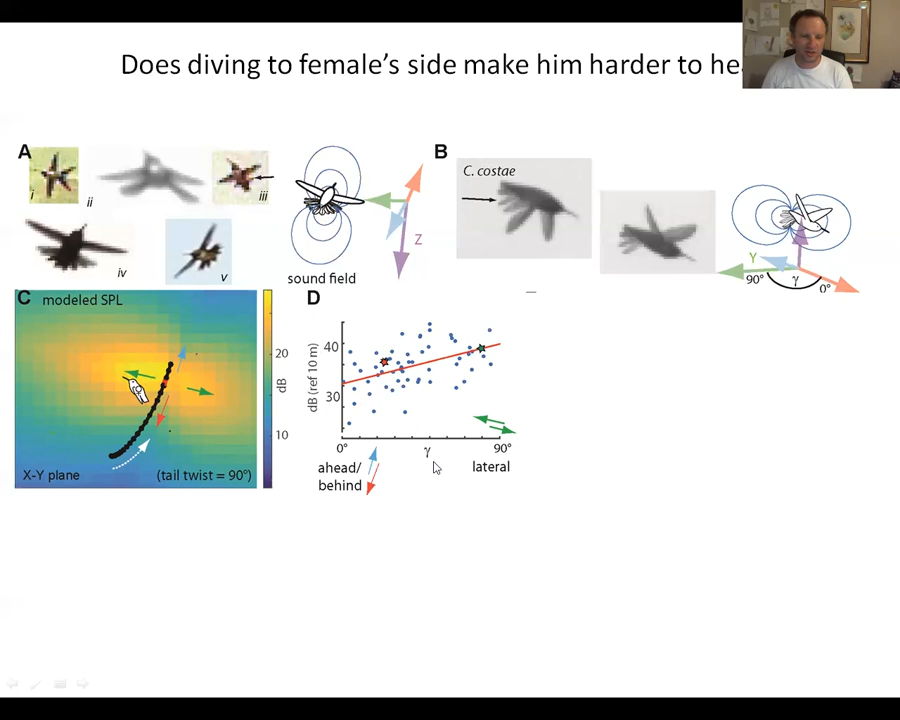 Does diving to female's side make him harder to
A
i
ii
iii
iv
v
sound field
Z
B
C. costae
Y
90°
γ
0°
C
modeled SPL
20
10
dB
X-Y plane
(tail twist = 90°)
D
40
30
dB (ref 10 m)
0°
γ
90°
ahead/
behind
lateral